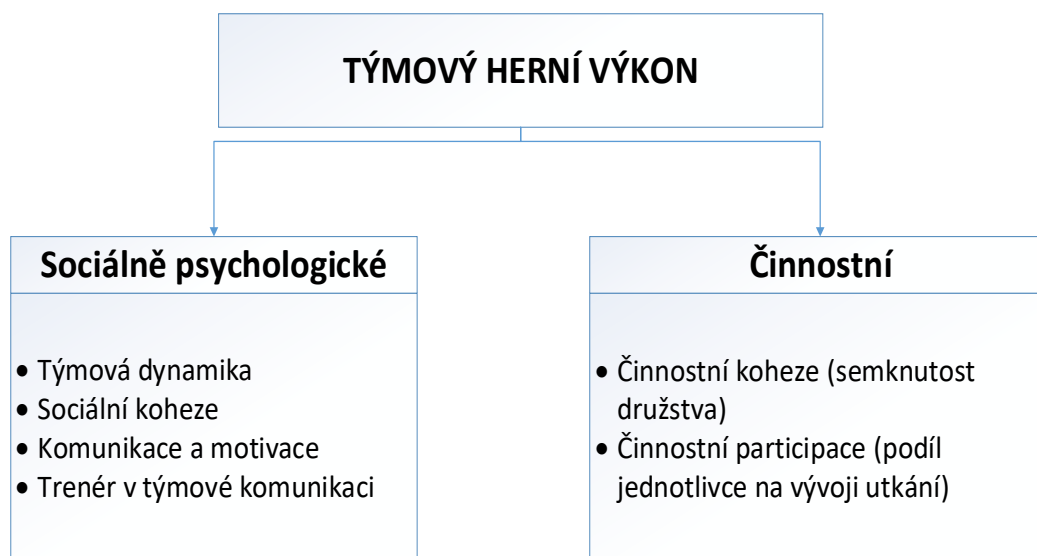 TÝMOVÝ HERNÍ VÝKON
Sociálně psychologické
• Týmová dynamika
• Sociální koheze
• Komunikace a motivace
• Trenér v týmové komunikaci
Činnostní
• Činnostní koheze (semknutost
družstva)
• Činnostní participace (podíl
jednotlivce na vývoji utkání)